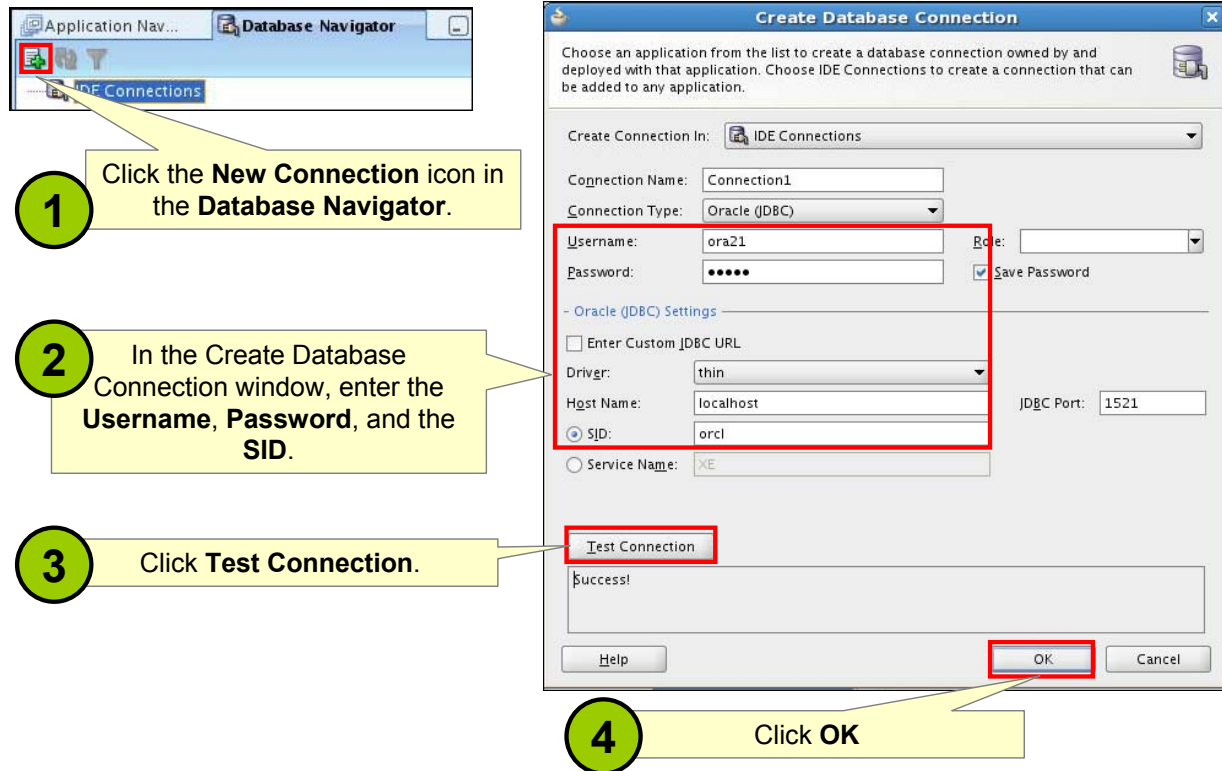 Application Nav...
Database Navigator
IDE Connections
1
Click the New Connection icon in
the Database Navigator.
2
In the Create Database
Connection window, enter the
Username, Password, and the
SID.
3
Click Test Connection.
Create Database Connection
Choose an application from the list to create a database connection owned by and
deployed with that application. Choose IDE Connections to create a connection that can
be added to any application.
Create Connection In: IDE Connections
Connection Name: Connection1
Connection Type: Oracle (JDBC)
Username: ora21 Role:
Password: ••••• Save Password
- Oracle (JDBC) Settings
Enter Custom JDBC URL
Driver: thin
Host Name: localhost JDBC Port: 1521
SID: orcl
Service Name: XE
Test Connection
Success!
Help OK Cancel
4
Click OK